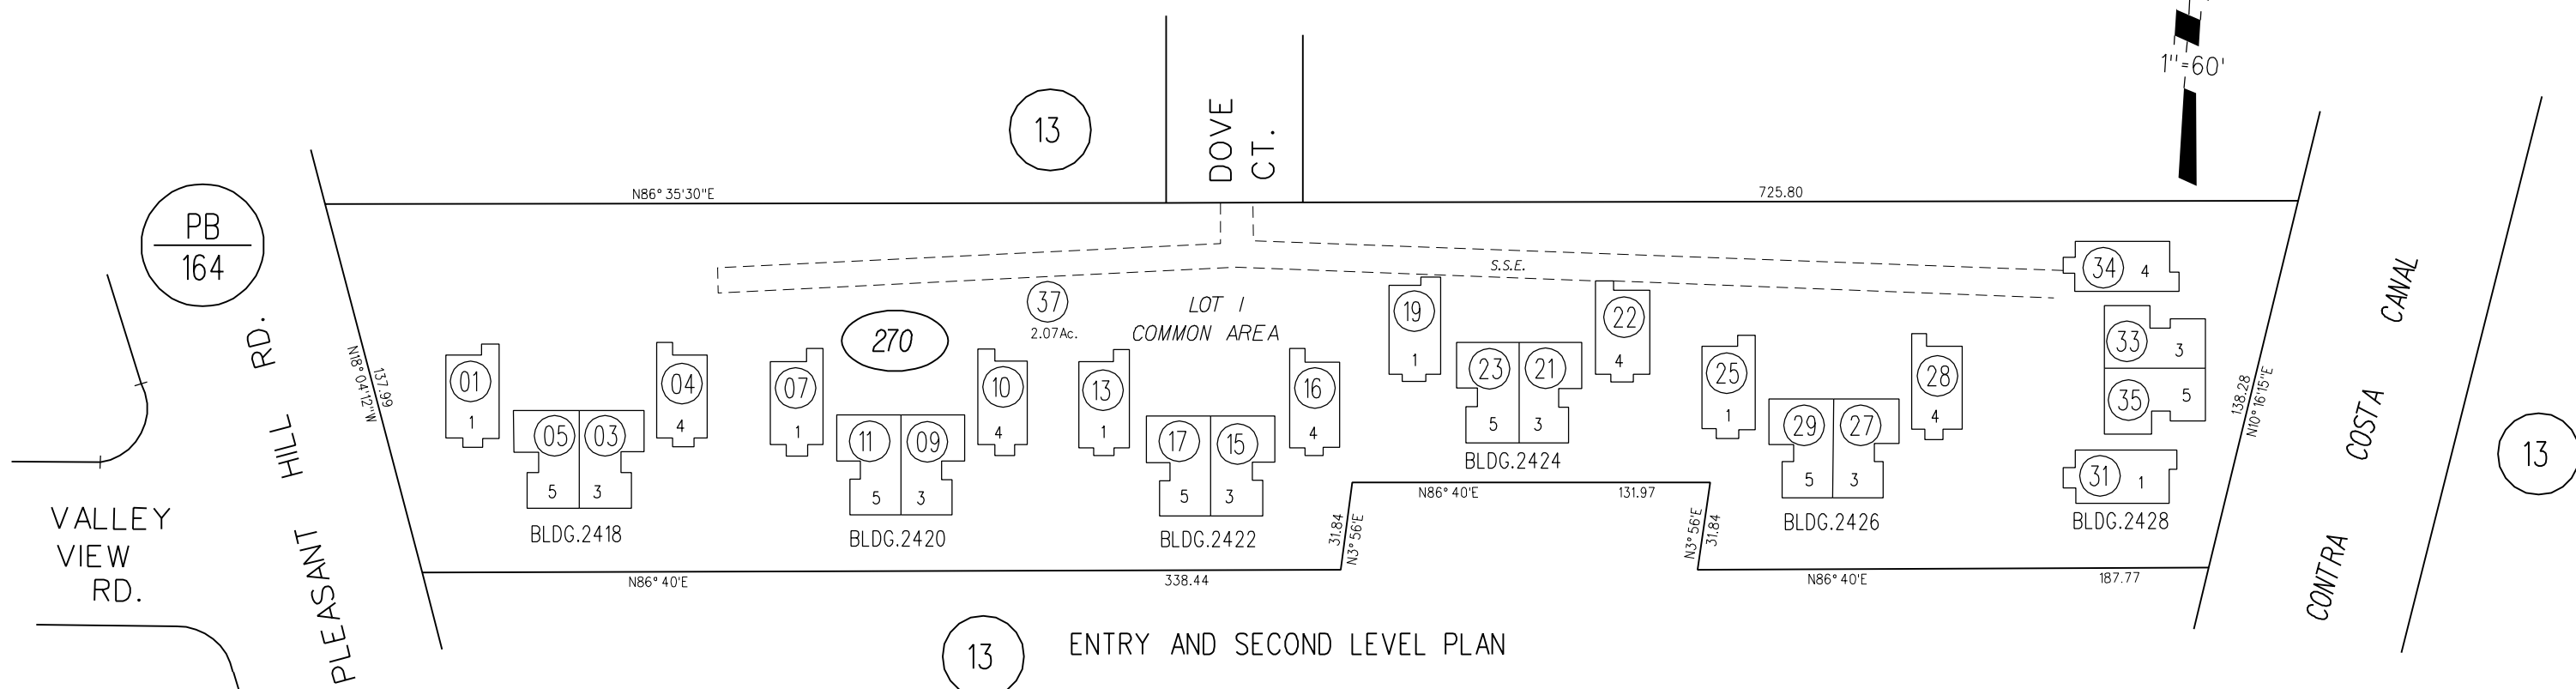 1"=60'
13
DOVE
CT.
N86° 35'30"E
725.80
PB
164
PLEASANT HILL RD.
VALLEY
VIEW
RD.
N18° 04'12"W
137.99
S.S.E.
37
2.07Ac.
LOT 1
COMMON AREA
270
01
1
04
4
05
03
5
3
BLDG.2418
07
1
10
4
11
09
5
3
BLDG.2420
13
1
16
4
17
15
5
3
BLDG.2422
19
1
22
4
23
21
5
3
BLDG.2424
25
1
28
4
29
27
5
3
BLDG.2426
34
4
33
3
35
5
31
1
BLDG.2428
138.28
N10° 16'15"E
CONTRA COSTA CANAL
13
N86° 40'E
338.44
31.84
N3° 56'E
N86° 40'E
131.97
N3° 56'E
31.84
N86° 40'E
187.77
13
ENTRY AND SECOND LEVEL PLAN